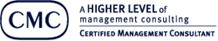 CMC
A HIGHER LEVEL of
management consulting
CERTIFIED MANAGEMENT CONSULTANT